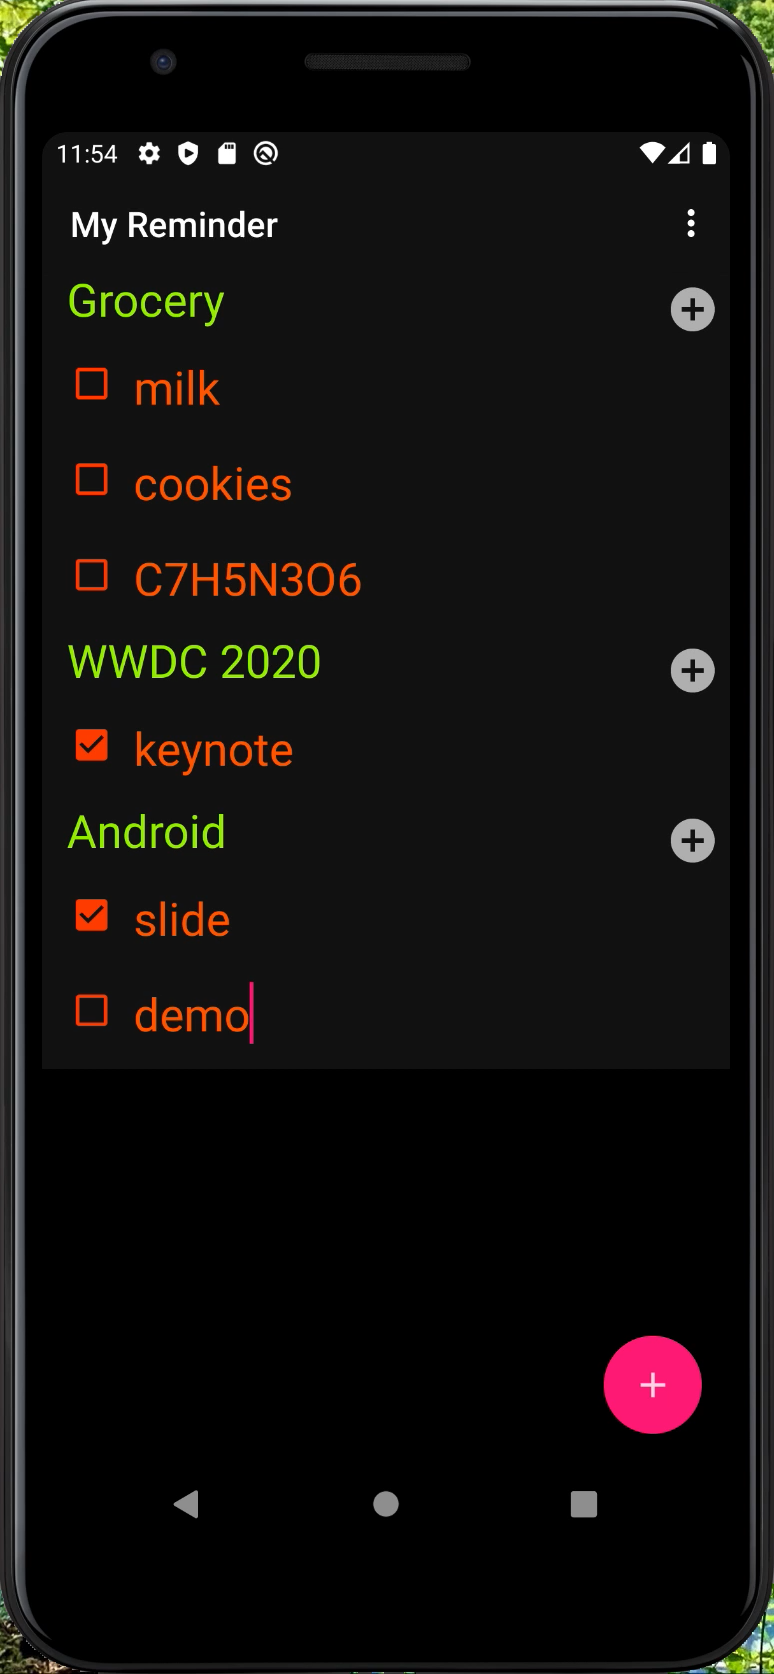 11:54
My Reminder
Grocery
milk
cookies
C7H5N3O6
WWDC 2020
keynote
Android
slide
demo